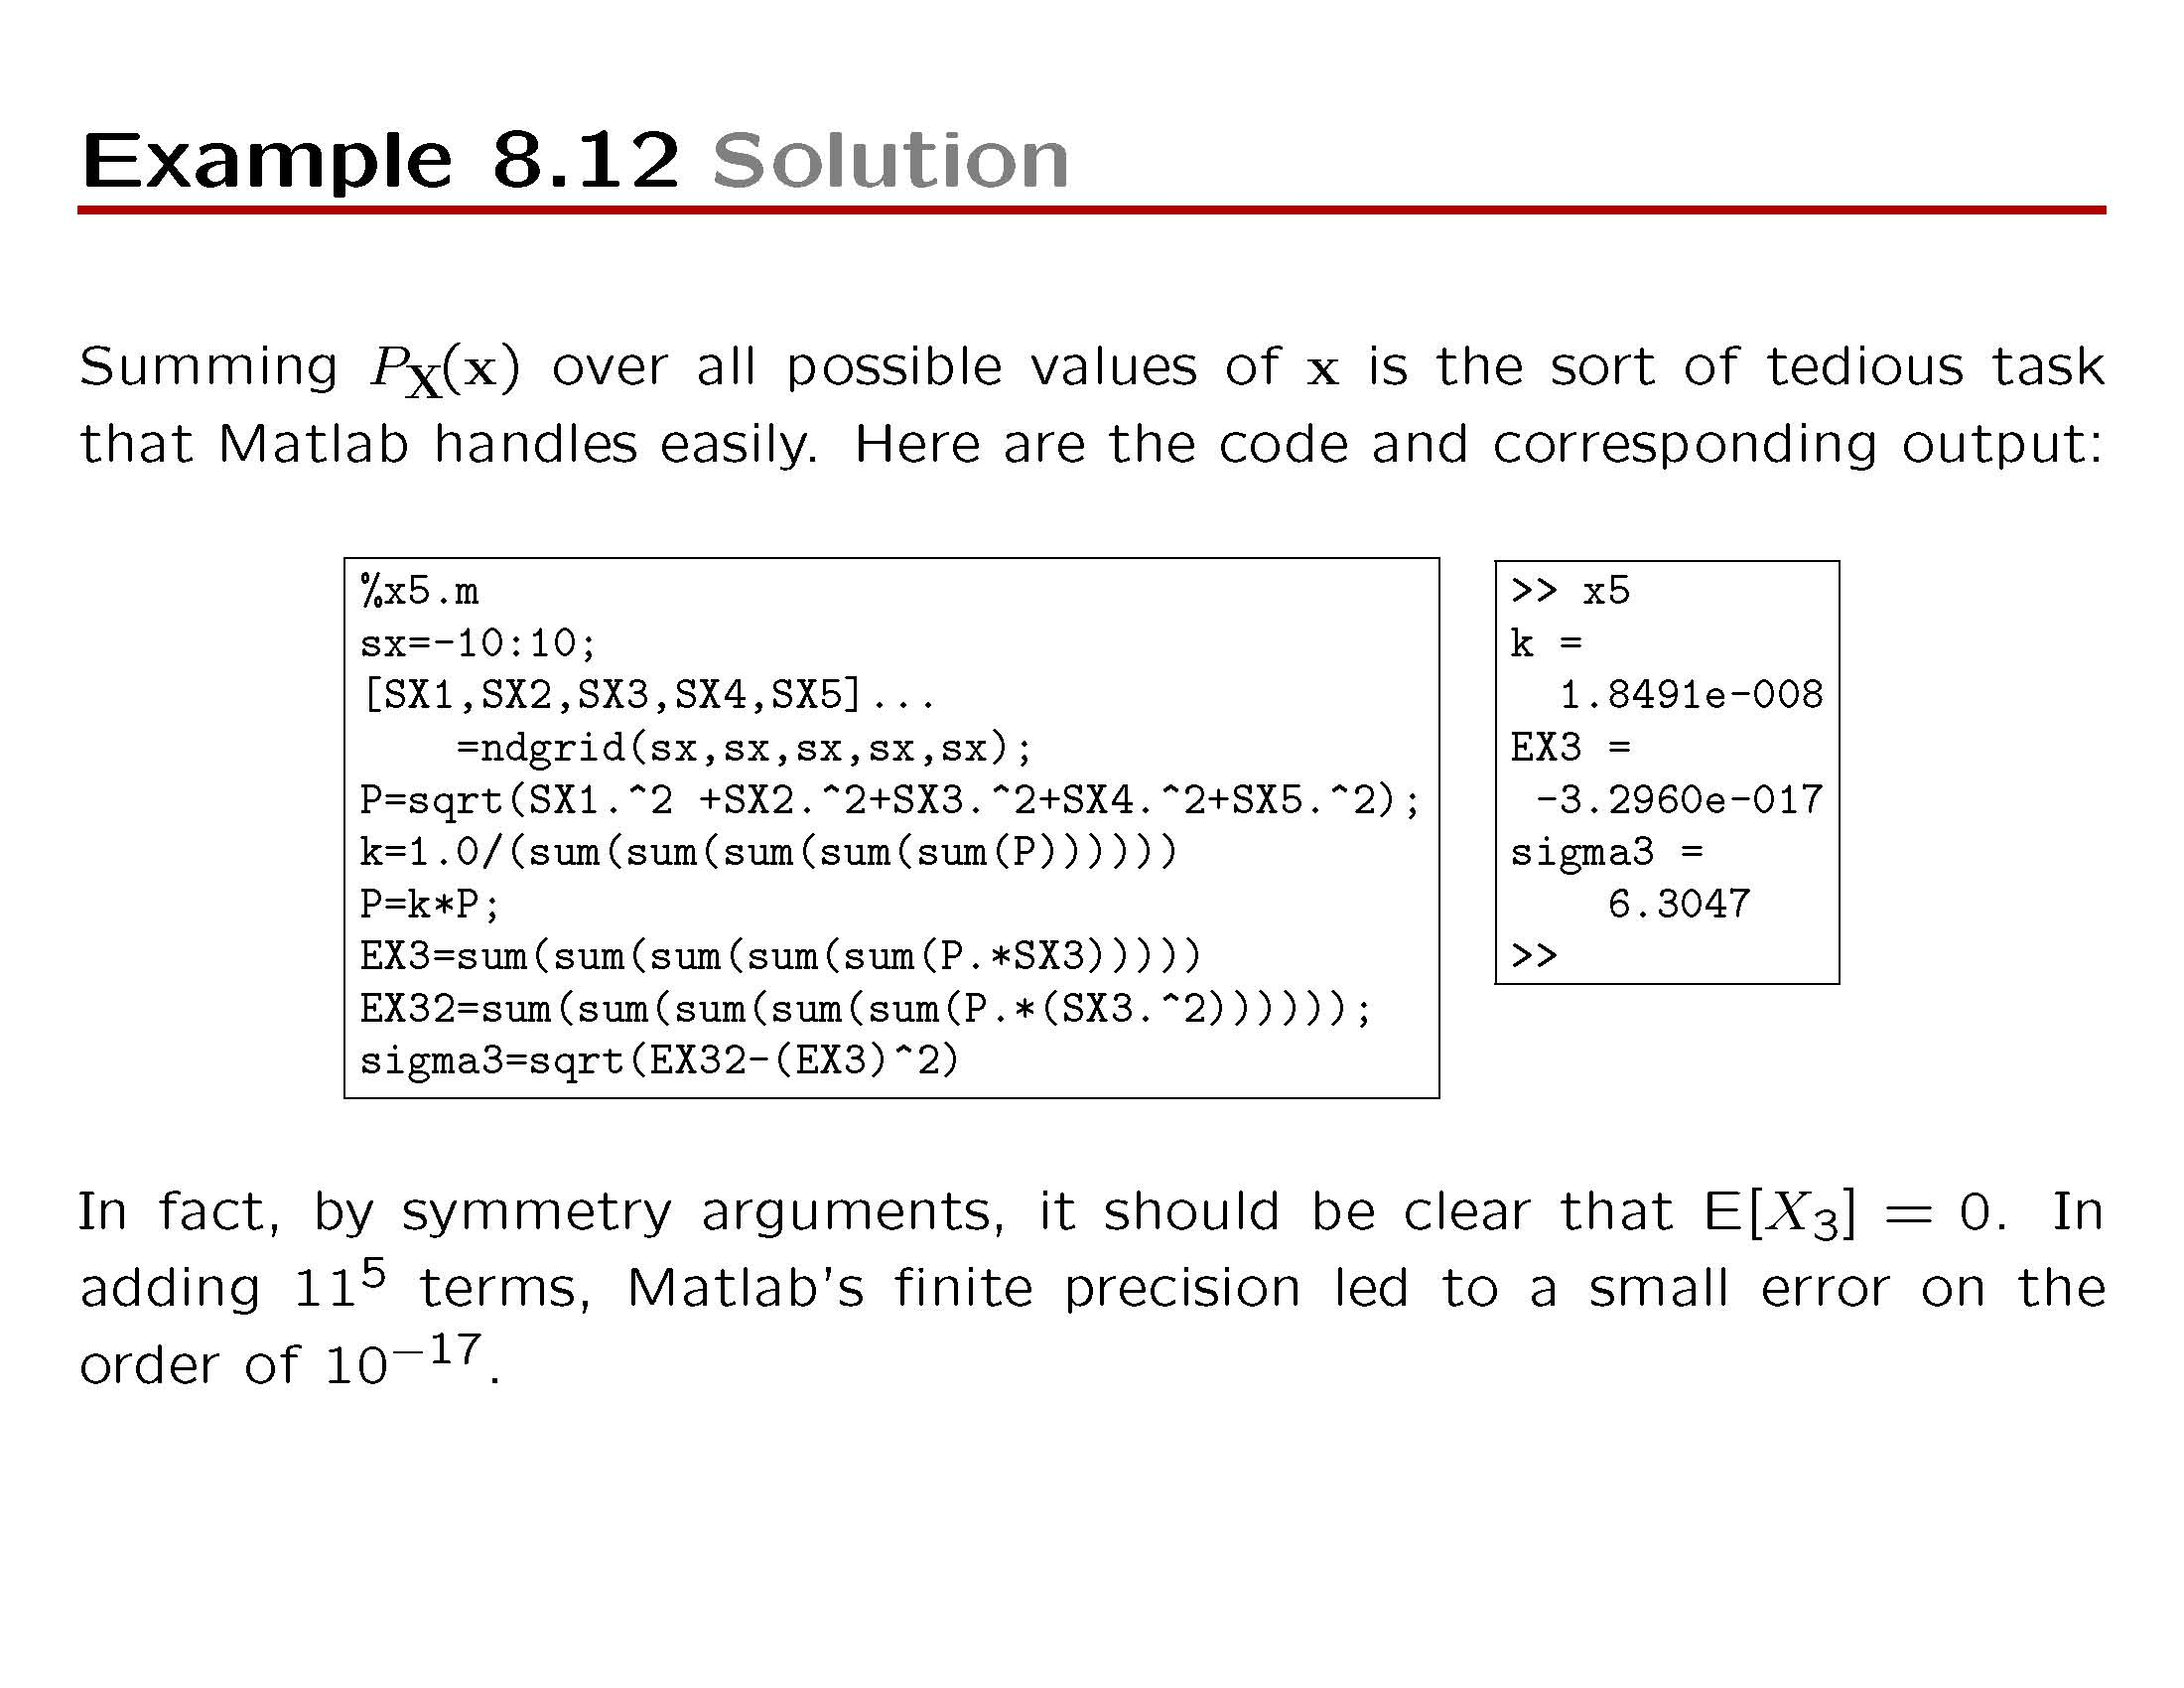 Example 8.12 Solution
Summing P_X(x) over all possible values of x is the sort of tedious task
that Matlab handles easily. Here are the code and corresponding output:
%x5.m
sx=-10:10;
[SX1,SX2,SX3,SX4,SX5]...
    =ndgrid(sx,sx,sx,sx,sx);
P=sqrt(SX1.^2 +SX2.^2+SX3.^2+SX4.^2+SX5.^2);
k=1.0/(sum(sum(sum(sum(sum(P))))))
P=k*P;
EX3=sum(sum(sum(sum(sum(P.*SX3)))))
EX32=sum(sum(sum(sum(sum(P.*(SX3.^2))))));
sigma3=sqrt(EX32-(EX3)^2)
>> x5
k =
  1.8491e-008
EX3 =
 -3.2960e-017
sigma3 =
    6.3047
>>
In fact, by symmetry arguments, it should be clear that E[X₃] = 0. In
adding 11⁵ terms, Matlab's finite precision led to a small error on the
order of 10⁻¹⁷.